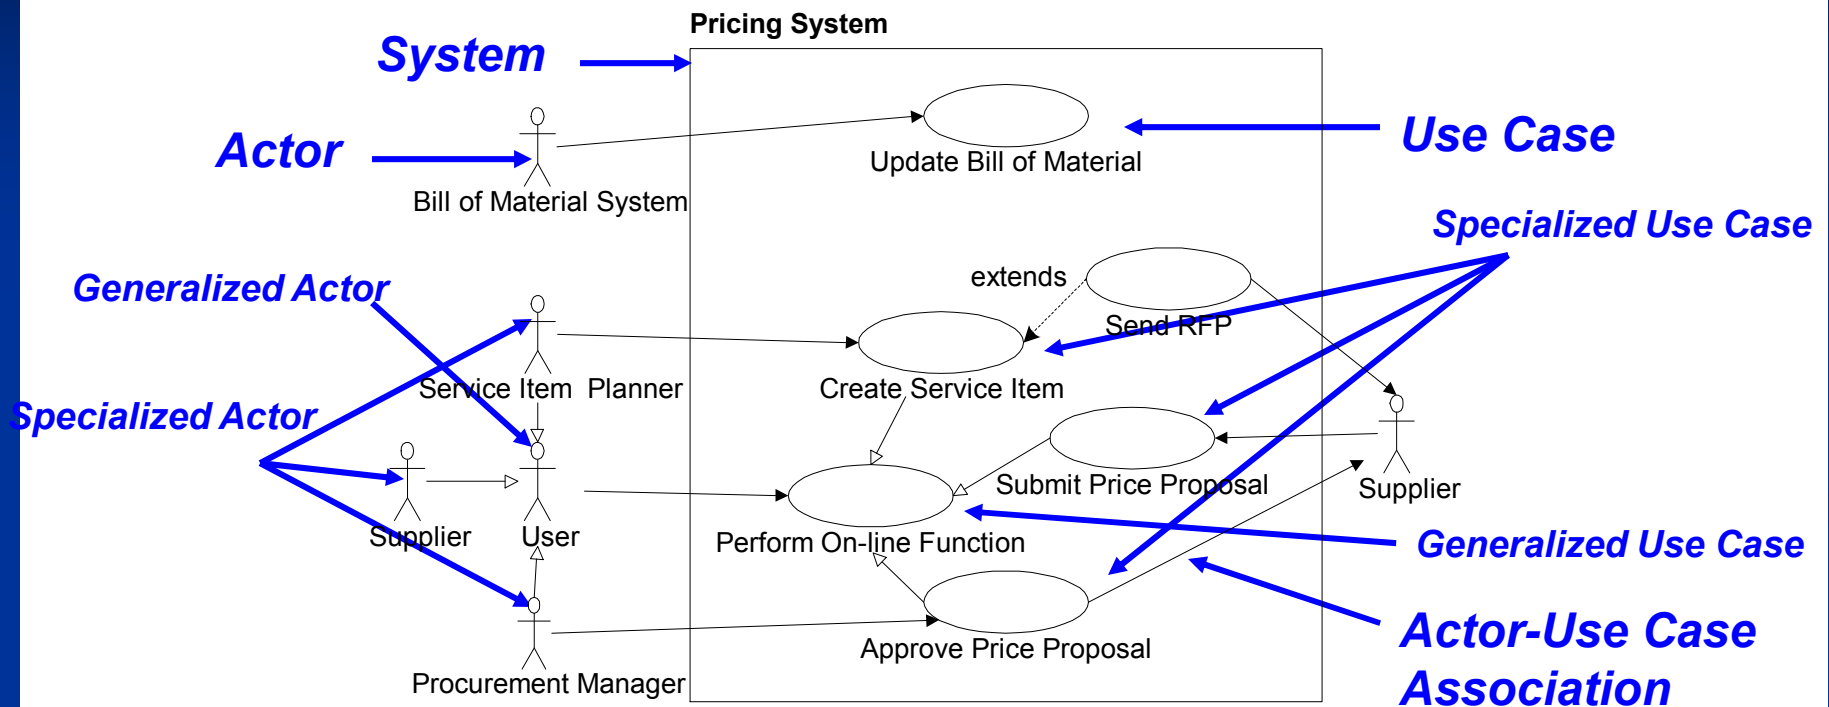 Pricing System
System
Actor
Use Case
Update Bill of Material
Bill of Material System
Specialized Use Case
Generalized Actor
extends
Send RFP
Service Item  Planner
Create Service Item
Specialized Actor
Submit Price Proposal
Supplier
Supplier
User
Perform On-line Function
Generalized Use Case
Approve Price Proposal
Actor-Use Case
Association
Procurement Manager